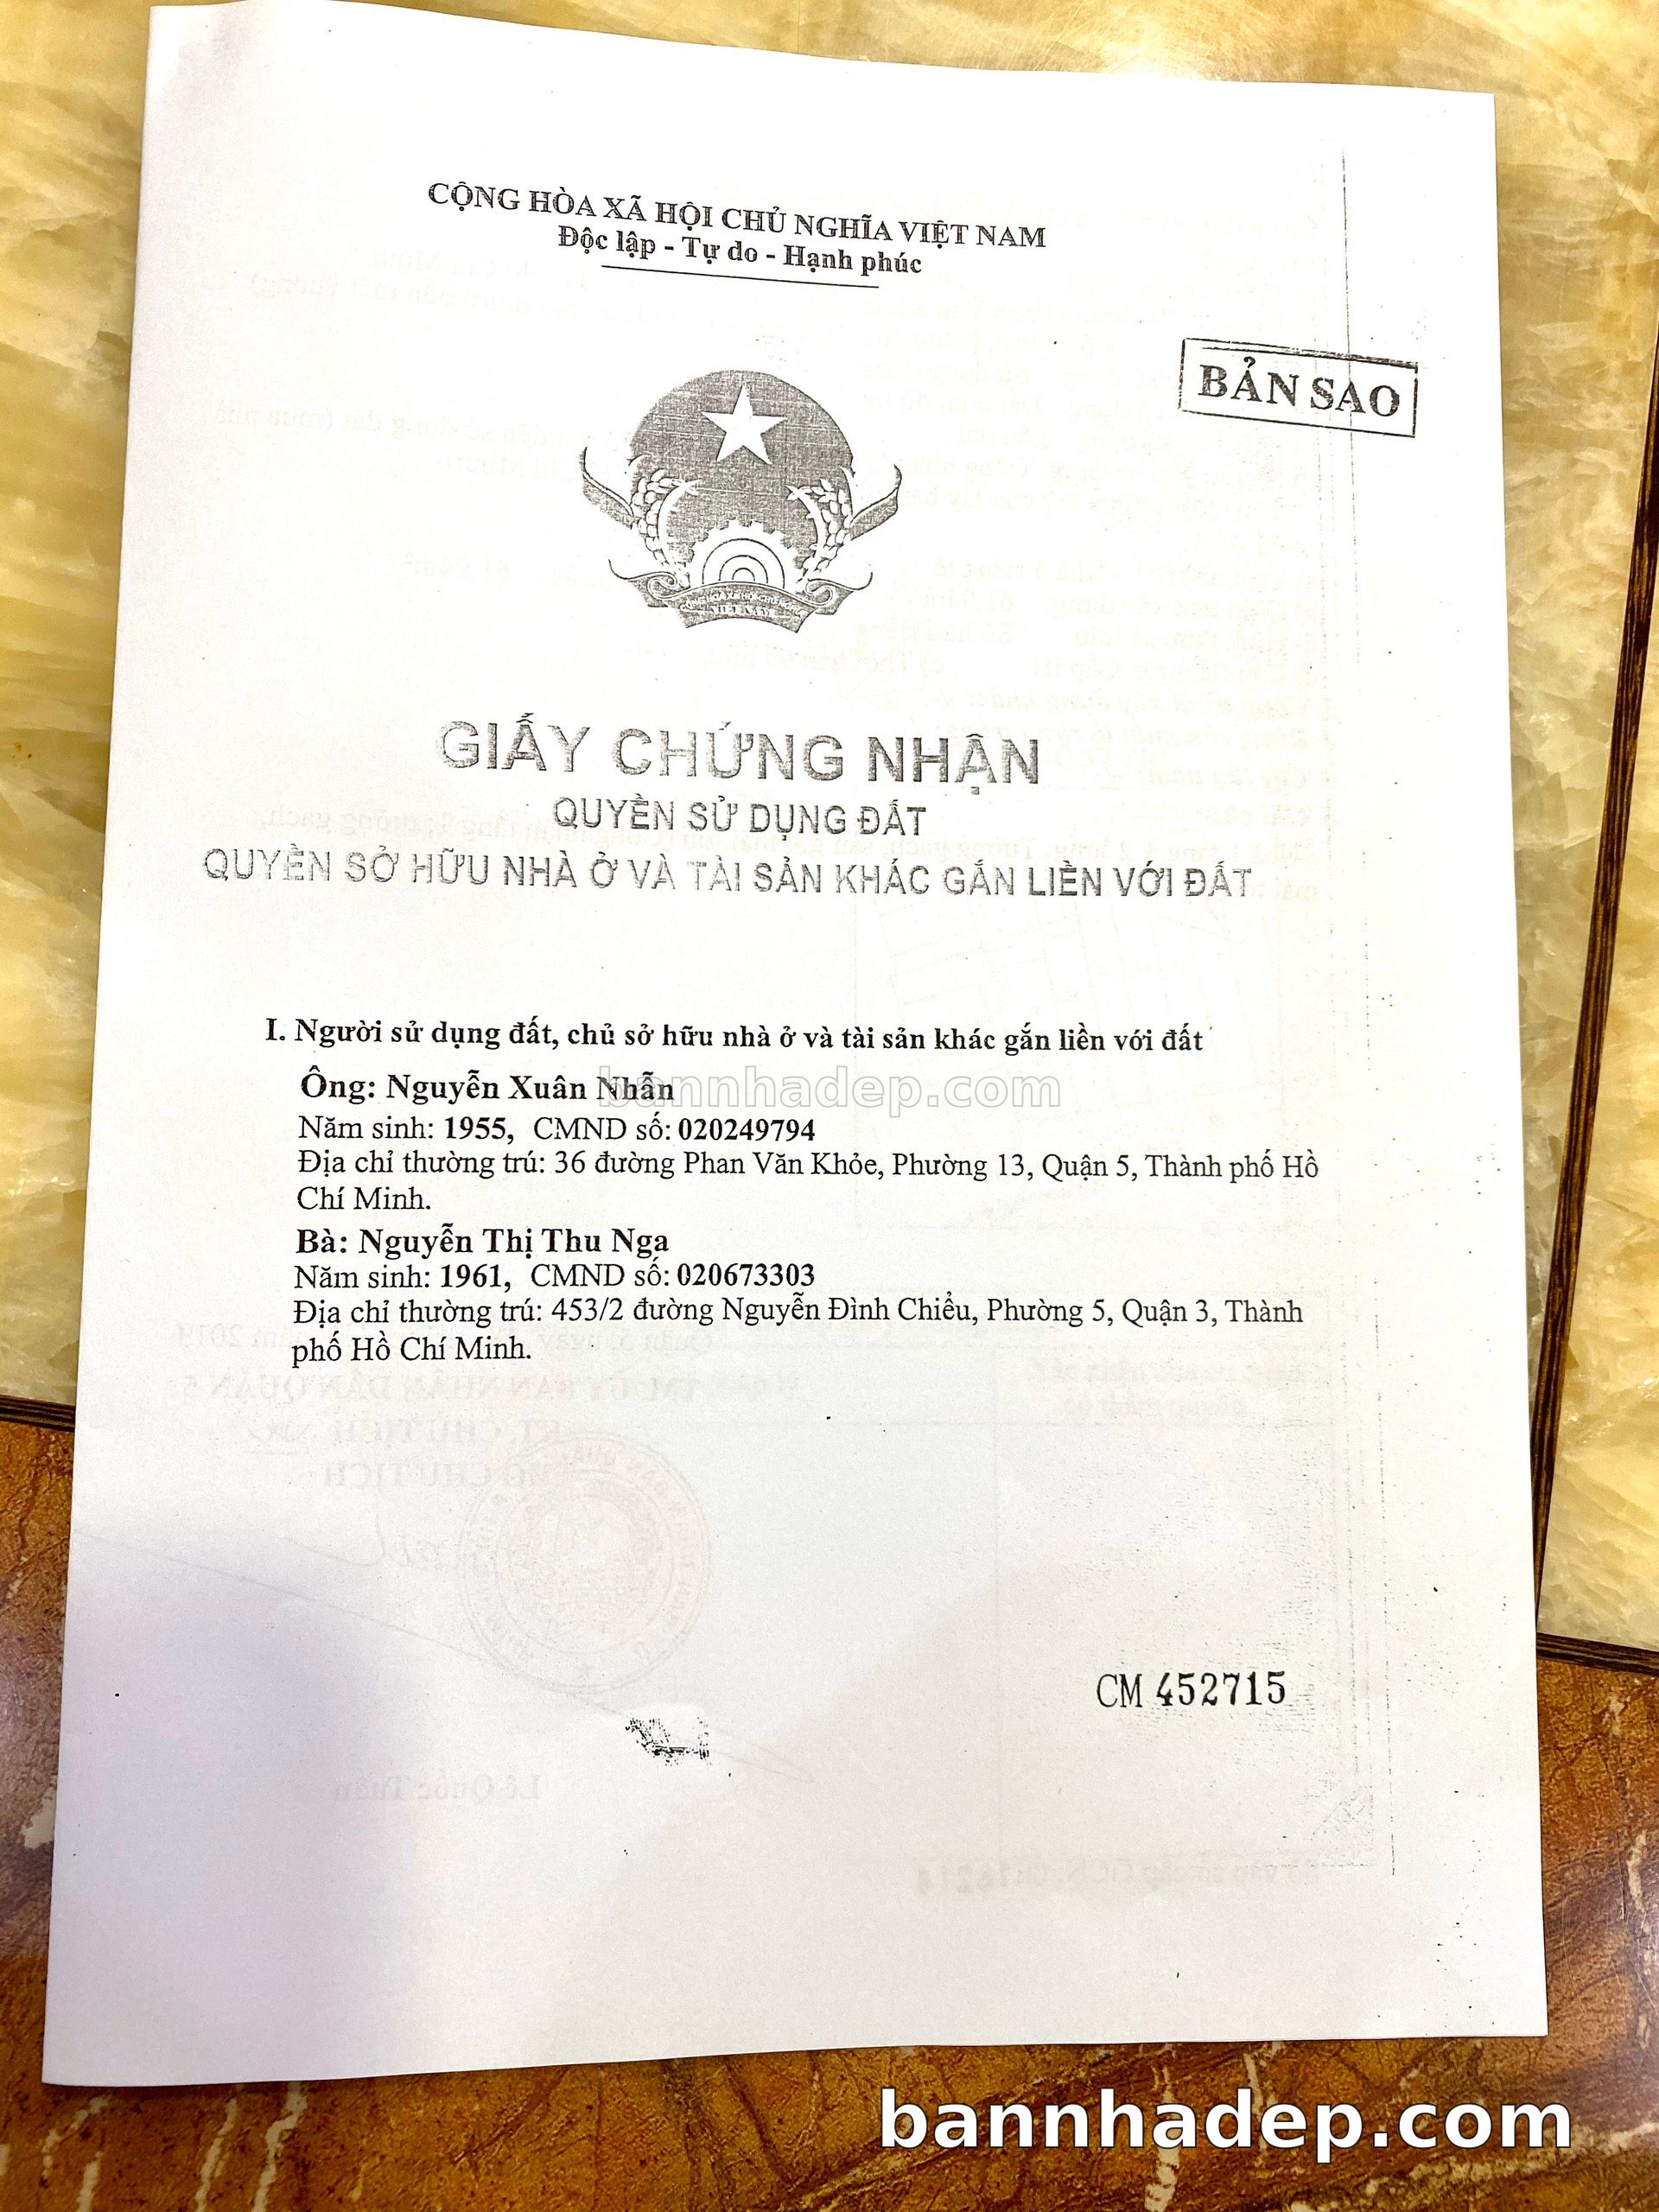 CỘNG HÒA XÃ HỘI CHỦ NGHĨA VIỆT NAM
Độc lập - Tự do - Hạnh phúc
BẢN SAO
VIỆT NAM
GIẤY CHỨNG NHẬN
QUYỀN SỬ DỤNG ĐẤT
QUYỀN SỞ HỮU NHÀ Ở VÀ TÀI SẢN KHÁC GẮN LIỀN VỚI ĐẤT
I. Người sử dụng đất, chủ sở hữu nhà ở và tài sản khác gắn liền với đất
Ông: Nguyễn Xuân Nhẫn
bannhadep.com
Năm sinh: 1955, CMND số: 020249794
Địa chỉ thường trú: 36 đường Phan Văn Khỏe, Phường 13, Quận 5, Thành phố Hồ
Chí Minh.
Bà: Nguyễn Thị Thu Nga
Năm sinh: 1961, CMND số: 020673303
Địa chỉ thường trú: 453/2 đường Nguyễn Đình Chiểu, Phường 5, Quận 3, Thành
phố Hồ Chí Minh.
CM 452715
bannhadep.com